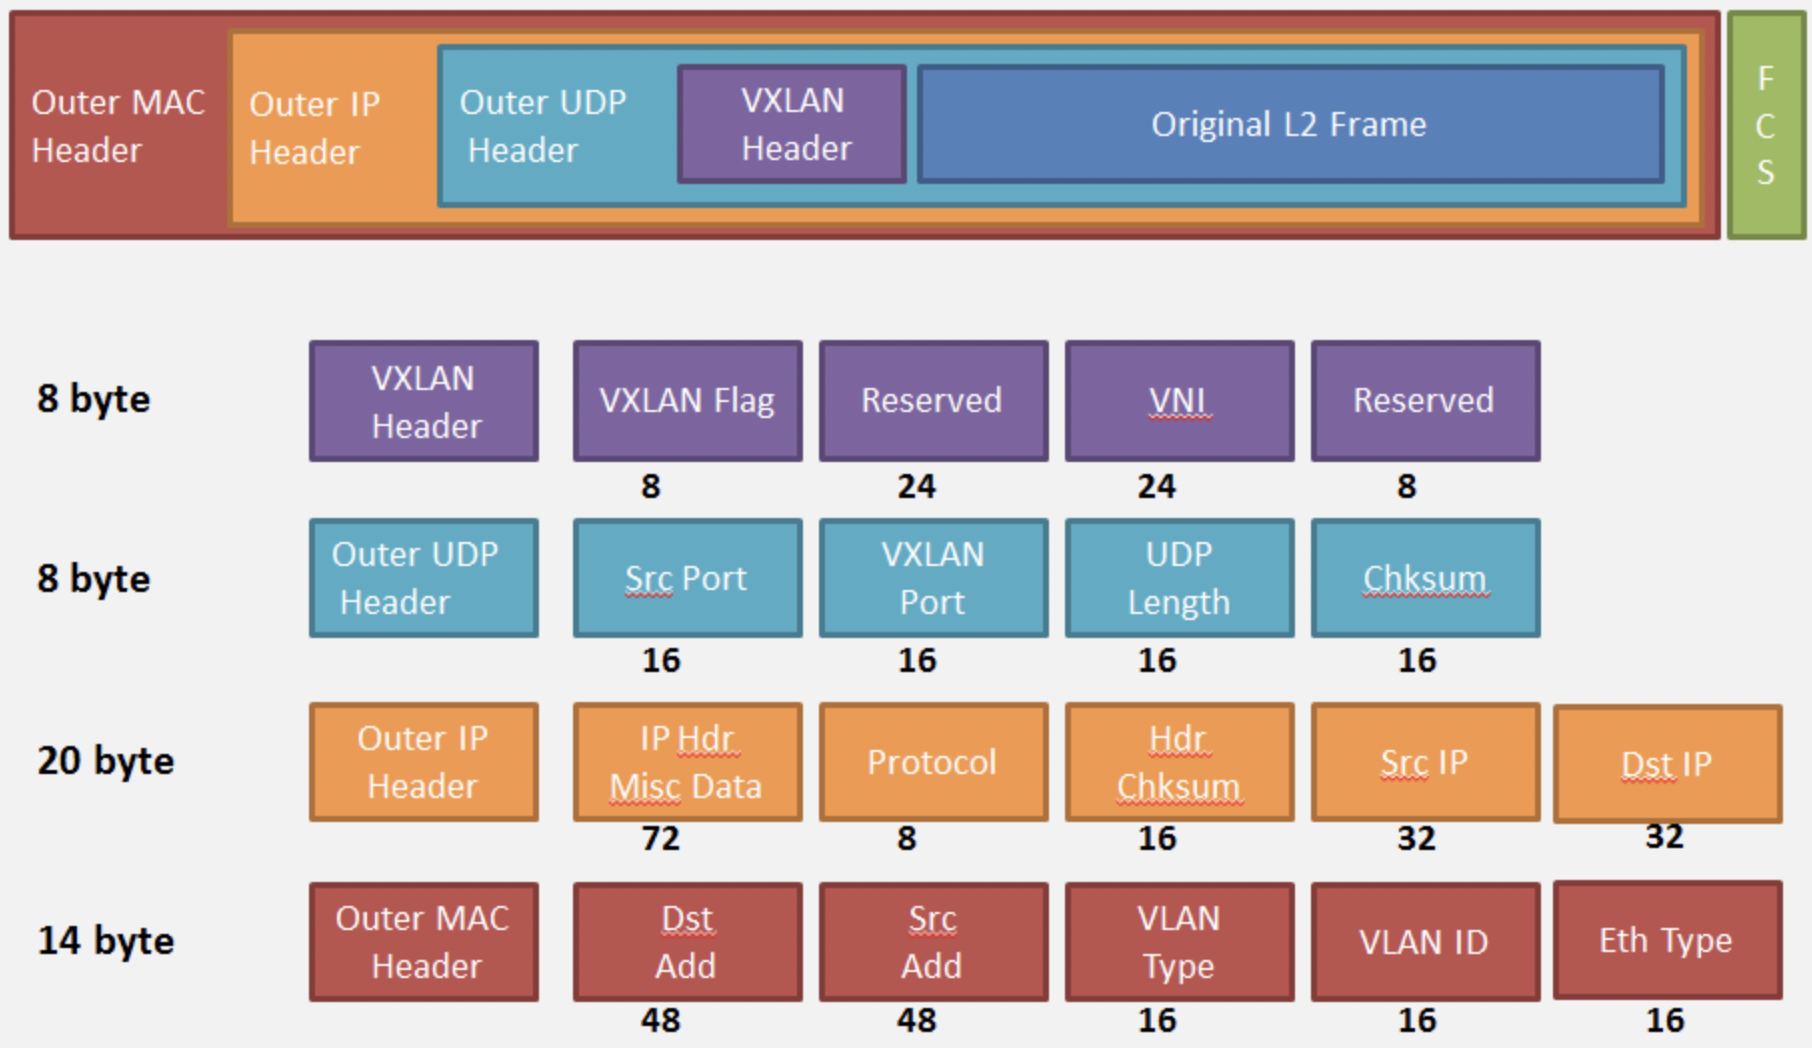 Outer MAC
Header
Outer IP
Header
Outer UDP
Header
VXLAN
Header
Original L2 Frame
F
C
S
8 byte
VXLAN
Header
VXLAN Flag
Reserved
VNI
Reserved
8
24
24
8
8 byte
Outer UDP
Header
Src Port
VXLAN
Port
UDP
Length
Chksum
16
16
16
16
20 byte
Outer IP
Header
IP Hdr
Misc Data
Protocol
Hdr
Chksum
Src IP
Dst IP
72
8
16
32
32
14 byte
Outer MAC
Header
Dst
Add
Src
Add
VLAN
Type
VLAN ID
Eth Type
48
48
16
16
16